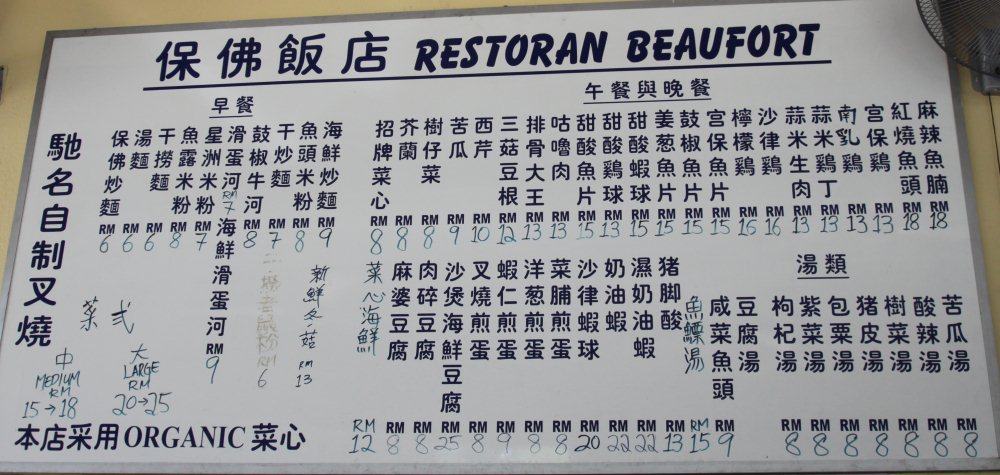 保佛飯店 RESTORAN BEAUFORT
馳名自制叉燒
早餐
保佛炒麵 RM 6
湯麵 RM 6
干捞麵 RM 6
魚露米粉 RM 8
星洲米粉 RM 7
滑蛋河 RM 7
海鮮滑蛋河 RM 9
鼓椒牛河 RM 8
干炒麵 RM 7
魚頭米粉 RM 8
海鮮炒麵 RM 9
撈老鼠粉 RM 6
新鮮冬菇 RM 13
菜式
中 MEDIUM RM 15→18
大 LARGE RM 20→25
午餐與晚餐
招牌菜心 RM 8
芥蘭 RM 8
樹仔菜 RM 8
苦瓜 RM 9
西芹 RM 10
三菇豆根 RM 12
排骨大王 RM 13
咕嚕肉 RM 13
甜酸魚片 RM 15
甜酸鷄球 RM 13
甜酸蝦球 RM
姜葱魚片 RM 15
鼓椒魚片 RM 15
宫保魚片 RM 15
檸檬鷄 RM 16
沙律鷄 RM 16
蒜米生肉 RM 13
蒜米鷄丁 RM 13
南乳鷄 RM 13
宫保鷄 RM 13
紅燒魚頭 RM 18
麻辣魚腩 RM 18
菜心海鮮 RM 12
麻婆豆腐 RM 8
肉碎豆腐 RM 8
沙煲海鮮豆腐 RM 25
叉燒煎蛋 RM 8
蝦仁煎蛋 RM 9
洋葱煎蛋 RM 8
菜脯煎蛋 RM 8
沙律蝦球 RM 20
奶油蝦 RM 22
濕奶油蝦 RM 22
猪脚酸 RM 13
魚鰾湯 RM 15
咸菜魚頭豆腐湯 RM 9
湯類
枸杞湯 RM 8
紫菜湯 RM 8
包粟湯 RM 8
猪皮湯 RM 8
樹菜湯 RM 8
酸辣湯 RM 8
苦瓜湯 RM 8
本店采用 ORGANIC 菜心